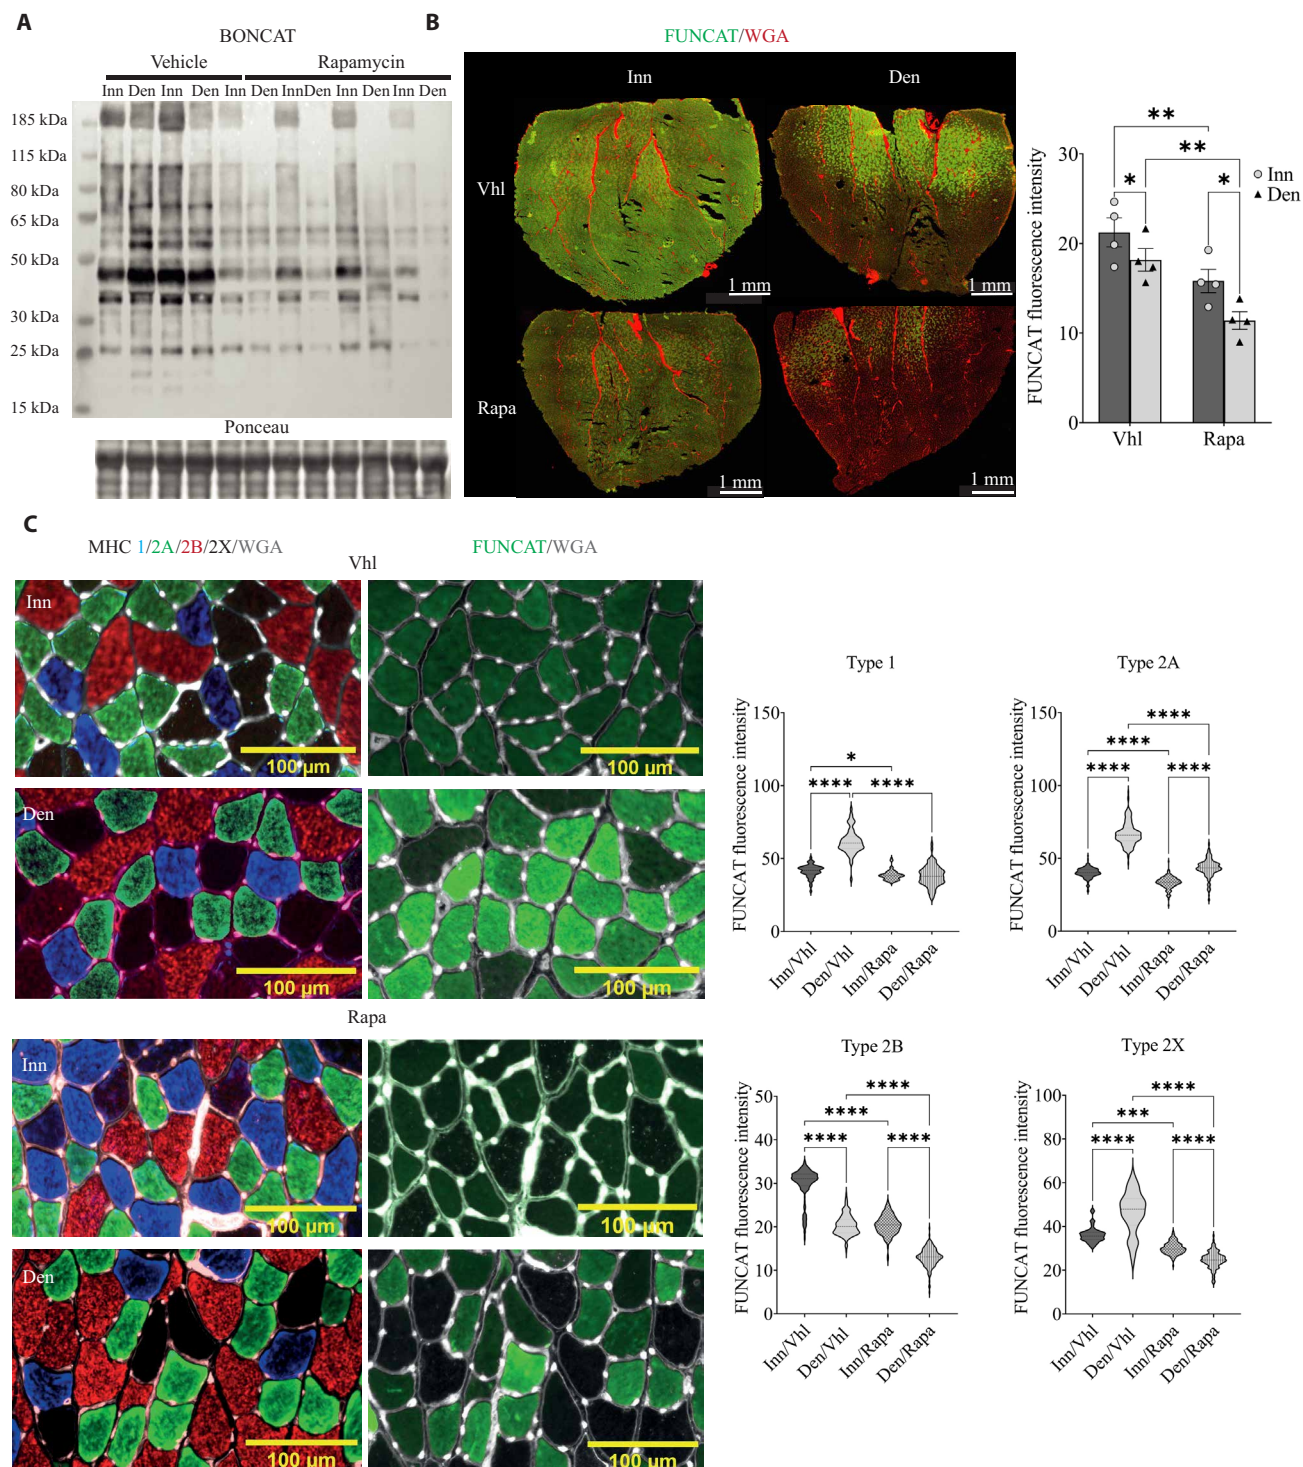 A
BONCAT
Vehicle Rapamycin
Inn Den Inn Den Inn Den Inn Den Inn Den Inn Den
185 kDa
115 kDa
80 kDa
65 kDa
50 kDa
30 kDa
25 kDa
15 kDa
Ponceau
B
FUNCAT/WGA
Inn Den
Vhl
1 mm 1 mm
Rapa
1 mm 1 mm
FUNCAT fluorescence intensity
30
20
10
0
** 
**
* *
Inn
Den
Vhl Rapa
C
MHC 1/2A/2B/2X/WGA FUNCAT/WGA
Vhl
Inn
100 µm 100 µm
Den
100 µm 100 µm
Rapa
Inn
100 µm 100 µm
Den
100 µm 100 µm
Type 1
FUNCAT fluorescence intensity
150
100
50
0
*
**** ****
Inn/Vhl Den/Vhl Inn/Rapa Den/Rapa
Type 2A
FUNCAT fluorescence intensity
150
100
50
0
****
****
**** ****
Inn/Vhl Den/Vhl Inn/Rapa Den/Rapa
Type 2B
FUNCAT fluorescence intensity
50
40
30
20
10
0
****
****
**** ****
Inn/Vhl Den/Vhl Inn/Rapa Den/Rapa
Type 2X
FUNCAT fluorescence intensity
100
80
60
40
20
0
****
***
**** ****
Inn/Vhl Den/Vhl Inn/Rapa Den/Rapa